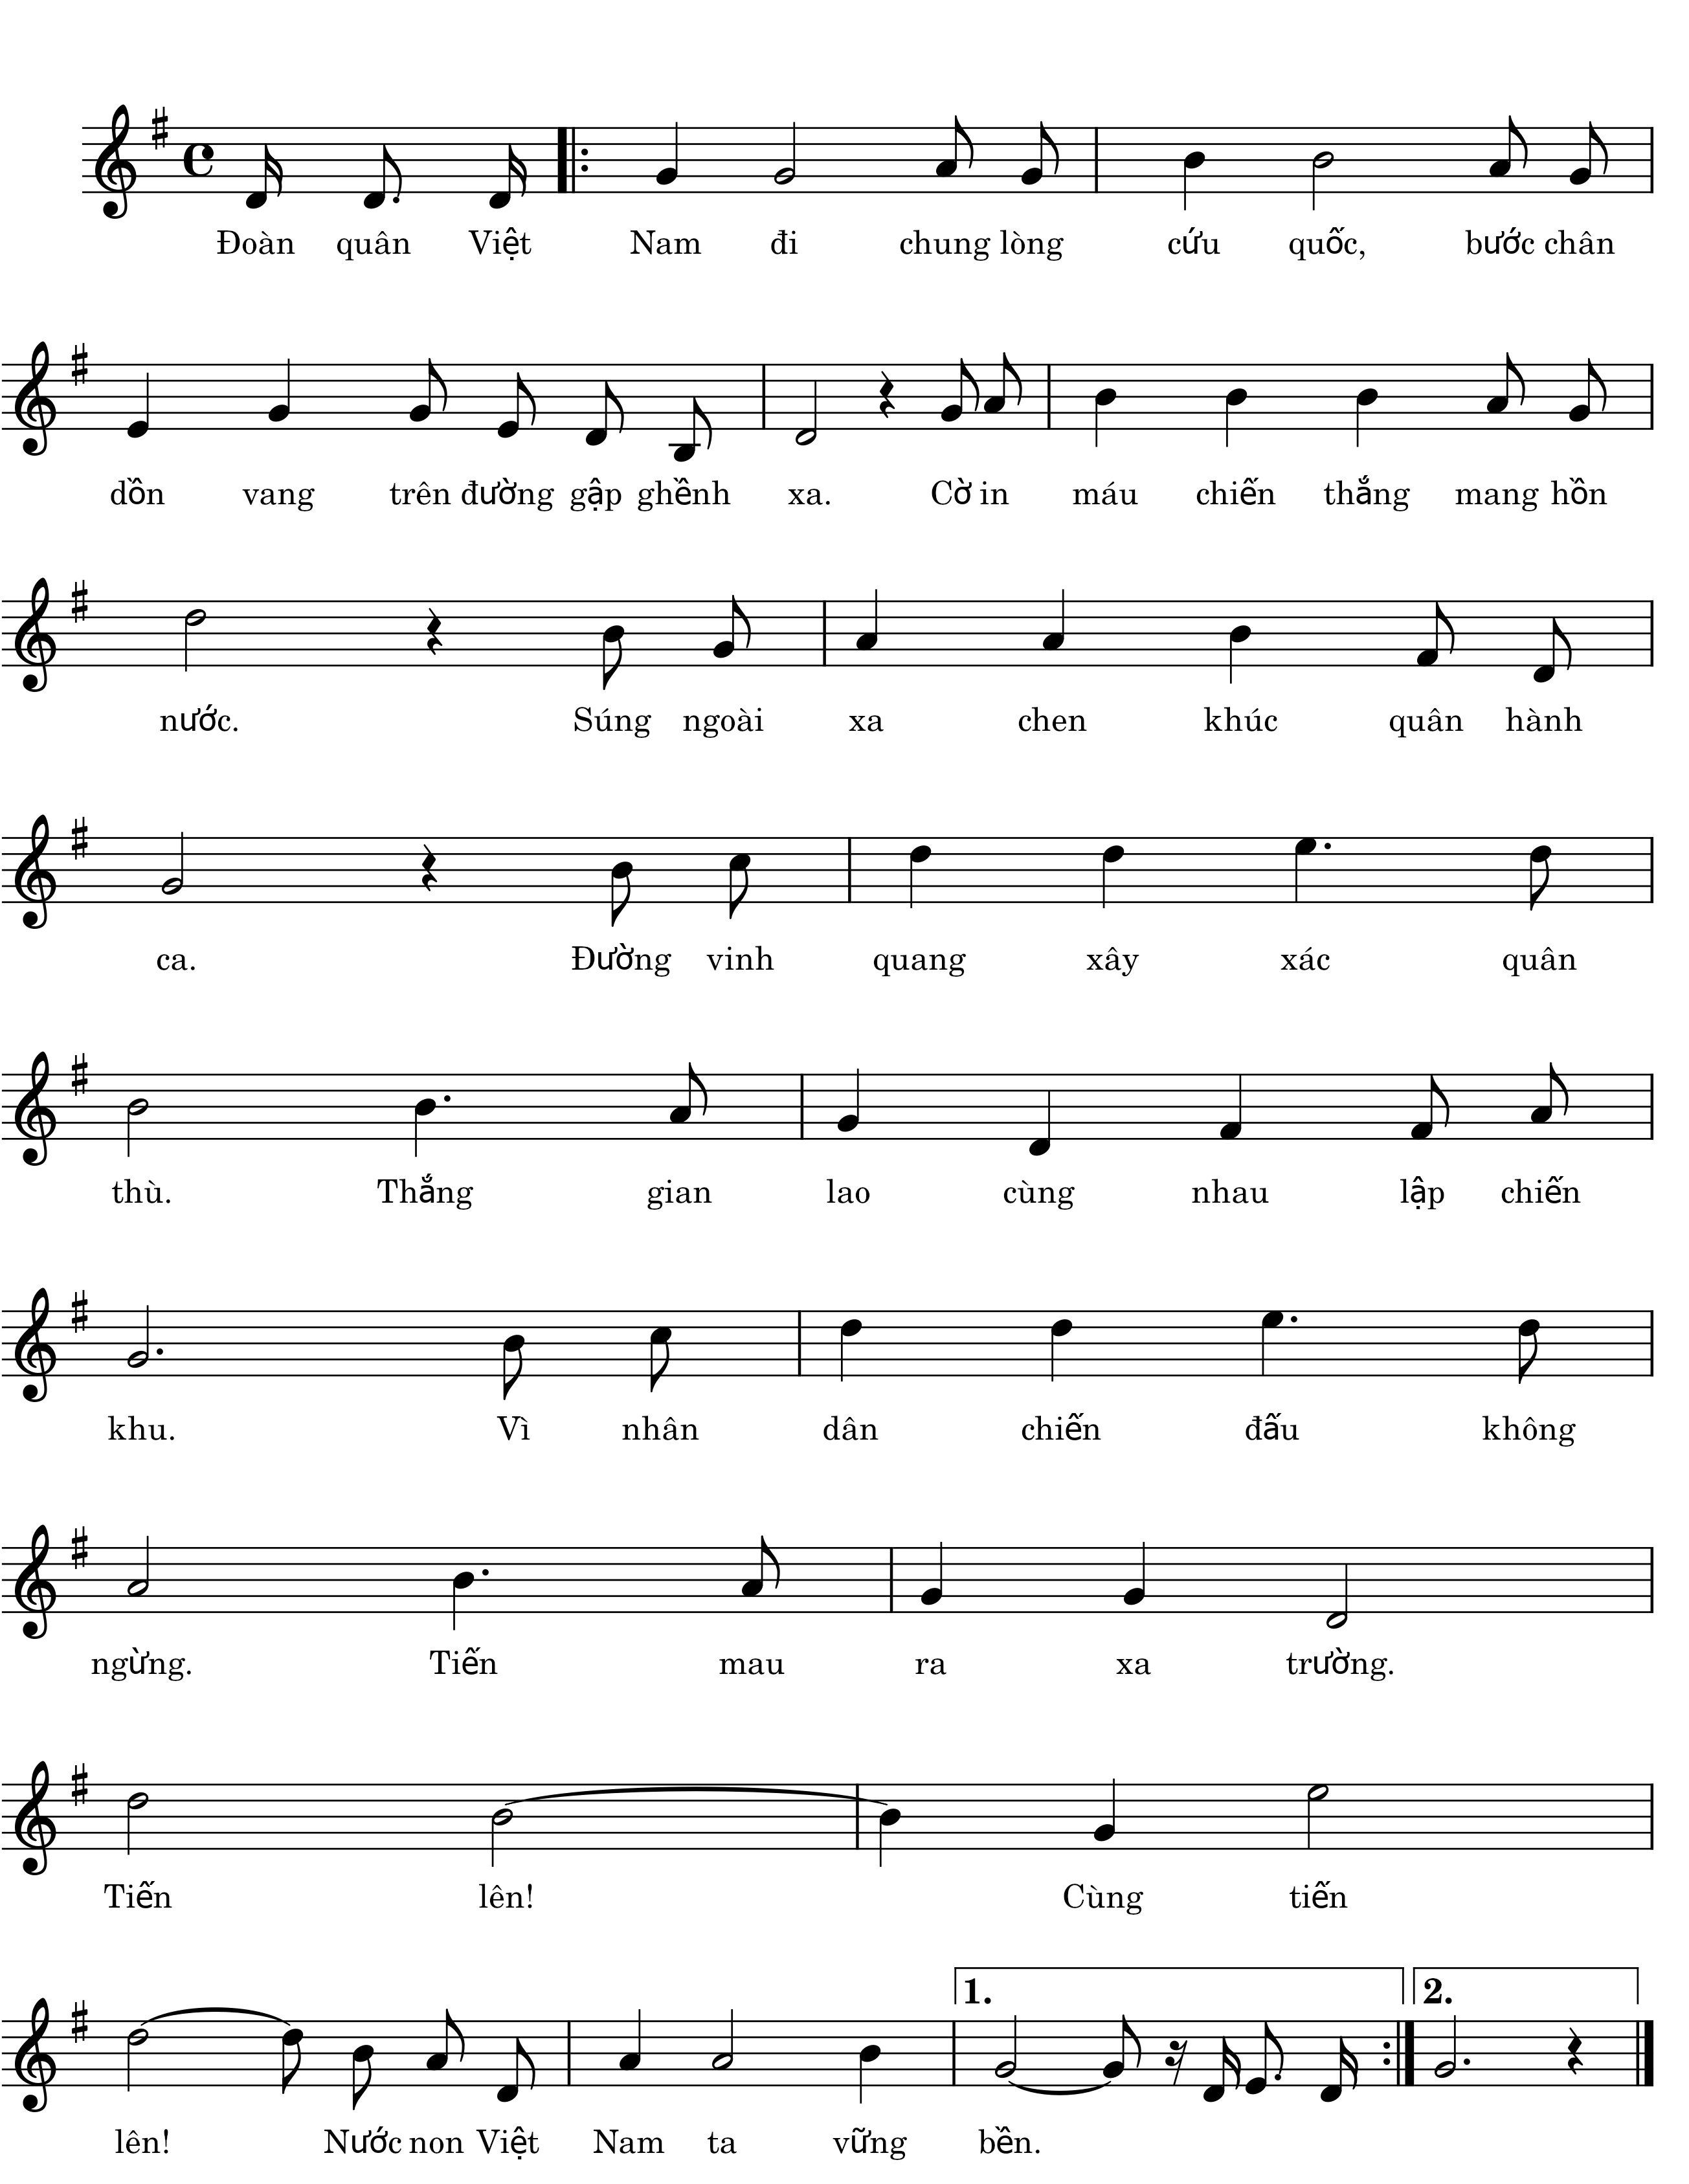 Đoàn quân Việt Nam đi chung lòng cứu quốc, bước chân
dồn vang trên đường gập ghềnh xa. Cờ in máu chiến thắng mang hồn
nước. Súng ngoài xa chen khúc quân hành
ca. Đường vinh quang xây xác quân
thù. Thắng gian lao cùng nhau lập chiến
khu. Vì nhân dân chiến đấu không
ngừng. Tiến mau ra xa trường.
Tiến lên! Cùng tiến
1. 2.
lên! Nước non Việt Nam ta vững bền.